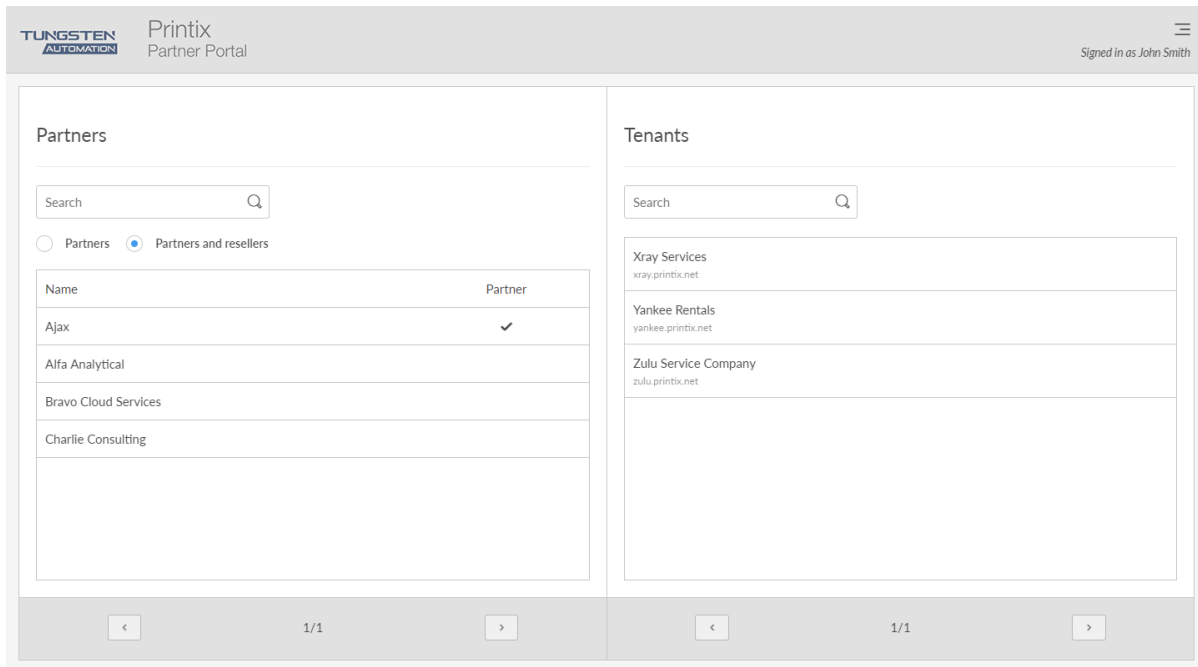 TUNGSTEN
AUTOMATION
Printix
Partner Portal
Signed in as John Smith
Partners
Search
Partners Partners and resellers
Name Partner
Ajax
Alfa Analytical
Bravo Cloud Services
Charlie Consulting
1/1
Tenants
Search
Xray Services
xray.printix.net
Yankee Rentals
yankee.printix.net
Zulu Service Company
zulu.printix.net
1/1